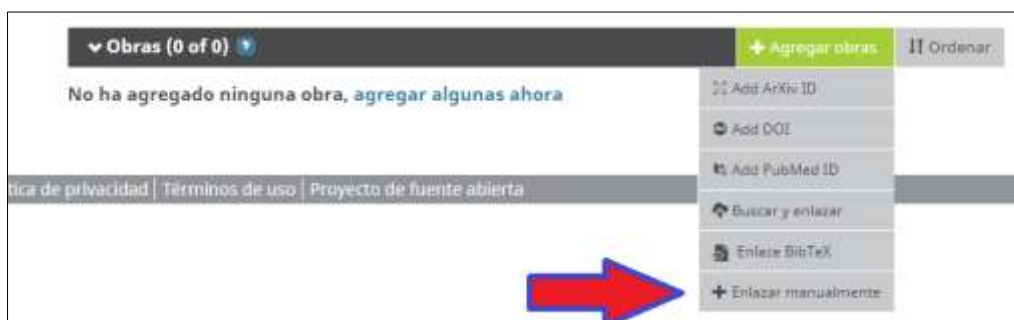 Obras (0 of 0) ?
+ Agregar obras
Ordenar
No ha agregado ninguna obra, agregar algunas ahora
Add ArXiv ID
Add DOI
Add PubMed ID
tica de privacidad | Términos de uso | Proyecto de fuente abierta
Buscar y enlazar
Enlace BibTeX
+ Enlazar manualmente